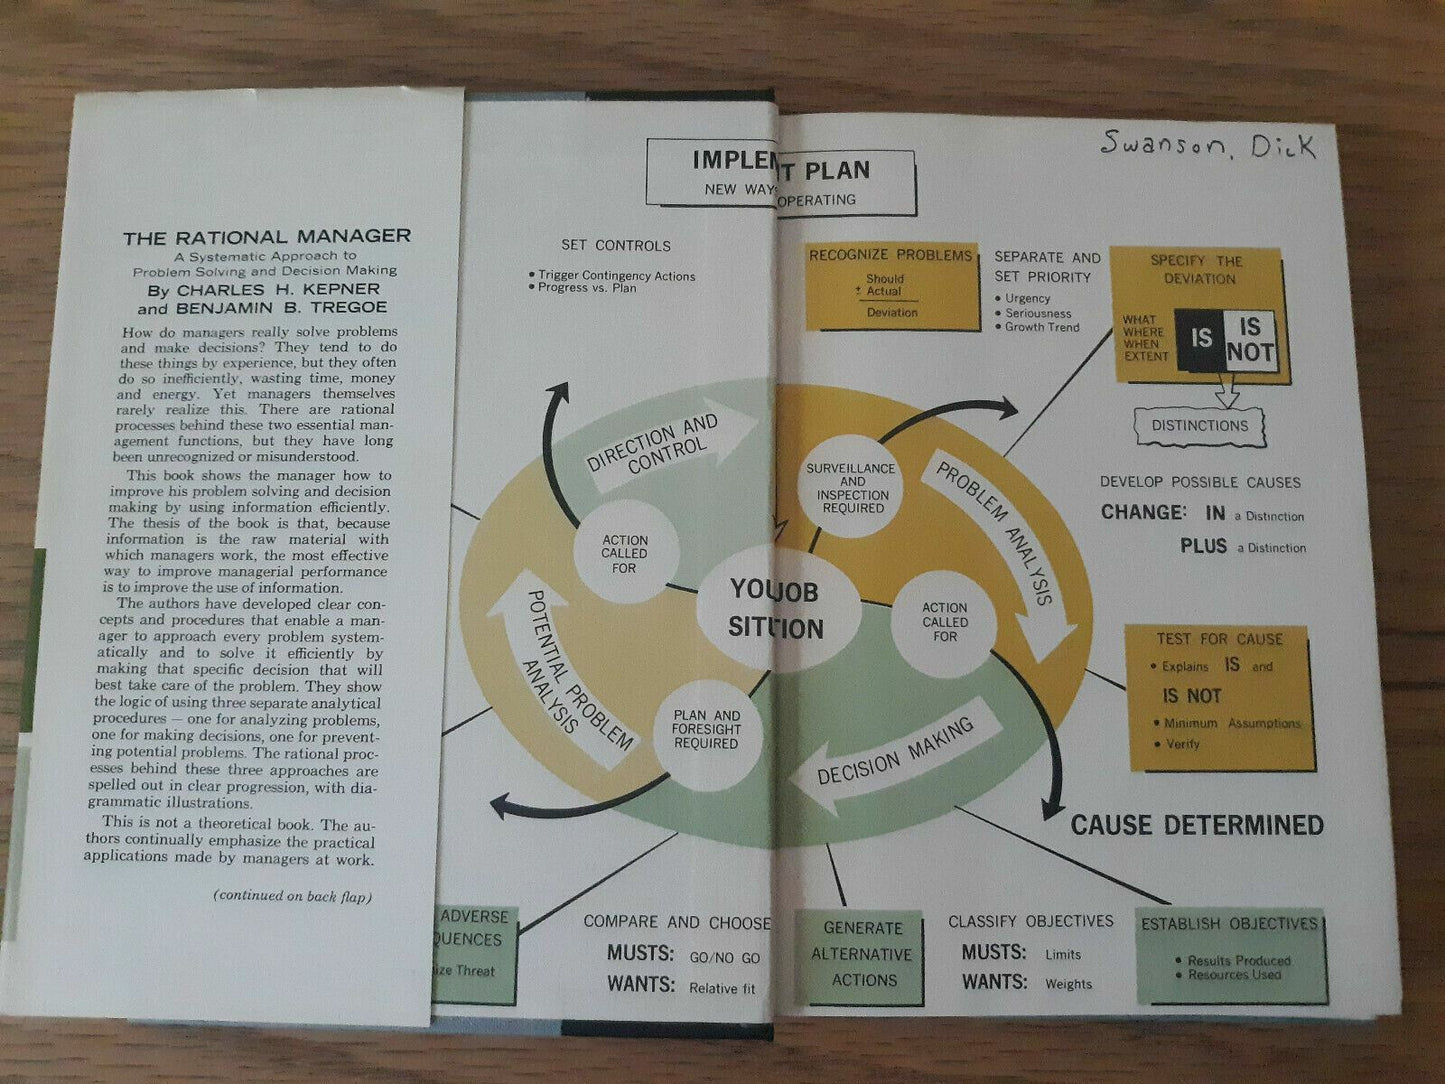 THE RATIONAL MANAGER
A Systematic Approach to
Problem Solving and Decision Making
By CHARLES H. KEPNER
and BENJAMIN B. TREGOE
How do managers really solve problems
and make decisions? They tend to do
these things by experience, but they often
do so inefficiently, wasting time, money
and energy. Yet managers themselves
rarely realize this. There are rational
processes behind these two essential man-
agement functions, but they have long
been unrecognized or misunderstood.
This book shows the manager how to
improve his problem solving and decision
making by using information efficiently.
The thesis of the book is that, because
information is the raw material with
which managers work, the most effective
way to improve managerial performance
is to improve the use of information.
The authors have developed clear con-
cepts and procedures that enable a man-
ager to approach every problem system-
atically and to solve it efficiently by
making that specific decision that will
best take care of the problem. They show
the logic of using three separate analytical
procedures — one for analyzing problems,
one for making decisions, one for prevent-
ing potential problems. The rational proc-
esses behind these three approaches are
spelled out in clear progression, with dia-
grammatic illustrations.
This is not a theoretical book. The au-
thors continually emphasize the practical
applications made by managers at work.
(continued on back flap)
Swanson, Dick
IMPLEM T PLAN
NEW WAYS OPERATING
SET CONTROLS
• Trigger Contingency Actions
• Progress vs. Plan
RECOGNIZE PROBLEMS
Should
± Actual
Deviation
SEPARATE AND
SET PRIORITY
• Urgency
• Seriousness
• Growth Trend
SPECIFY THE
DEVIATION
WHAT
WHERE
WHEN
EXTENT
IS
IS
NOT
DISTINCTIONS
DEVELOP POSSIBLE CAUSES
CHANGE: IN a Distinction
PLUS a Distinction
DIRECTION AND
CONTROL
SURVEILLANCE
AND
INSPECTION
REQUIRED
PROBLEM ANALYSIS
ACTION
CALLED
FOR
YOU JOB
SITUTION
ACTION
CALLED
FOR
POTENTIAL PROBLEM
ANALYSIS
PLAN AND
FORESIGHT
REQUIRED
DECISION MAKING
TEST FOR CAUSE
• Explains IS and
IS NOT
• Minimum Assumptions
• Verify
CAUSE DETERMINED
ADVERSE
QUENCES
ize Threat
COMPARE AND CHOOSE
MUSTS: GO/NO GO
WANTS: Relative fit
GENERATE
ALTERNATIVE
ACTIONS
CLASSIFY OBJECTIVES
MUSTS: Limits
WANTS: Weights
ESTABLISH OBJECTIVES
• Results Produced
• Resources Used